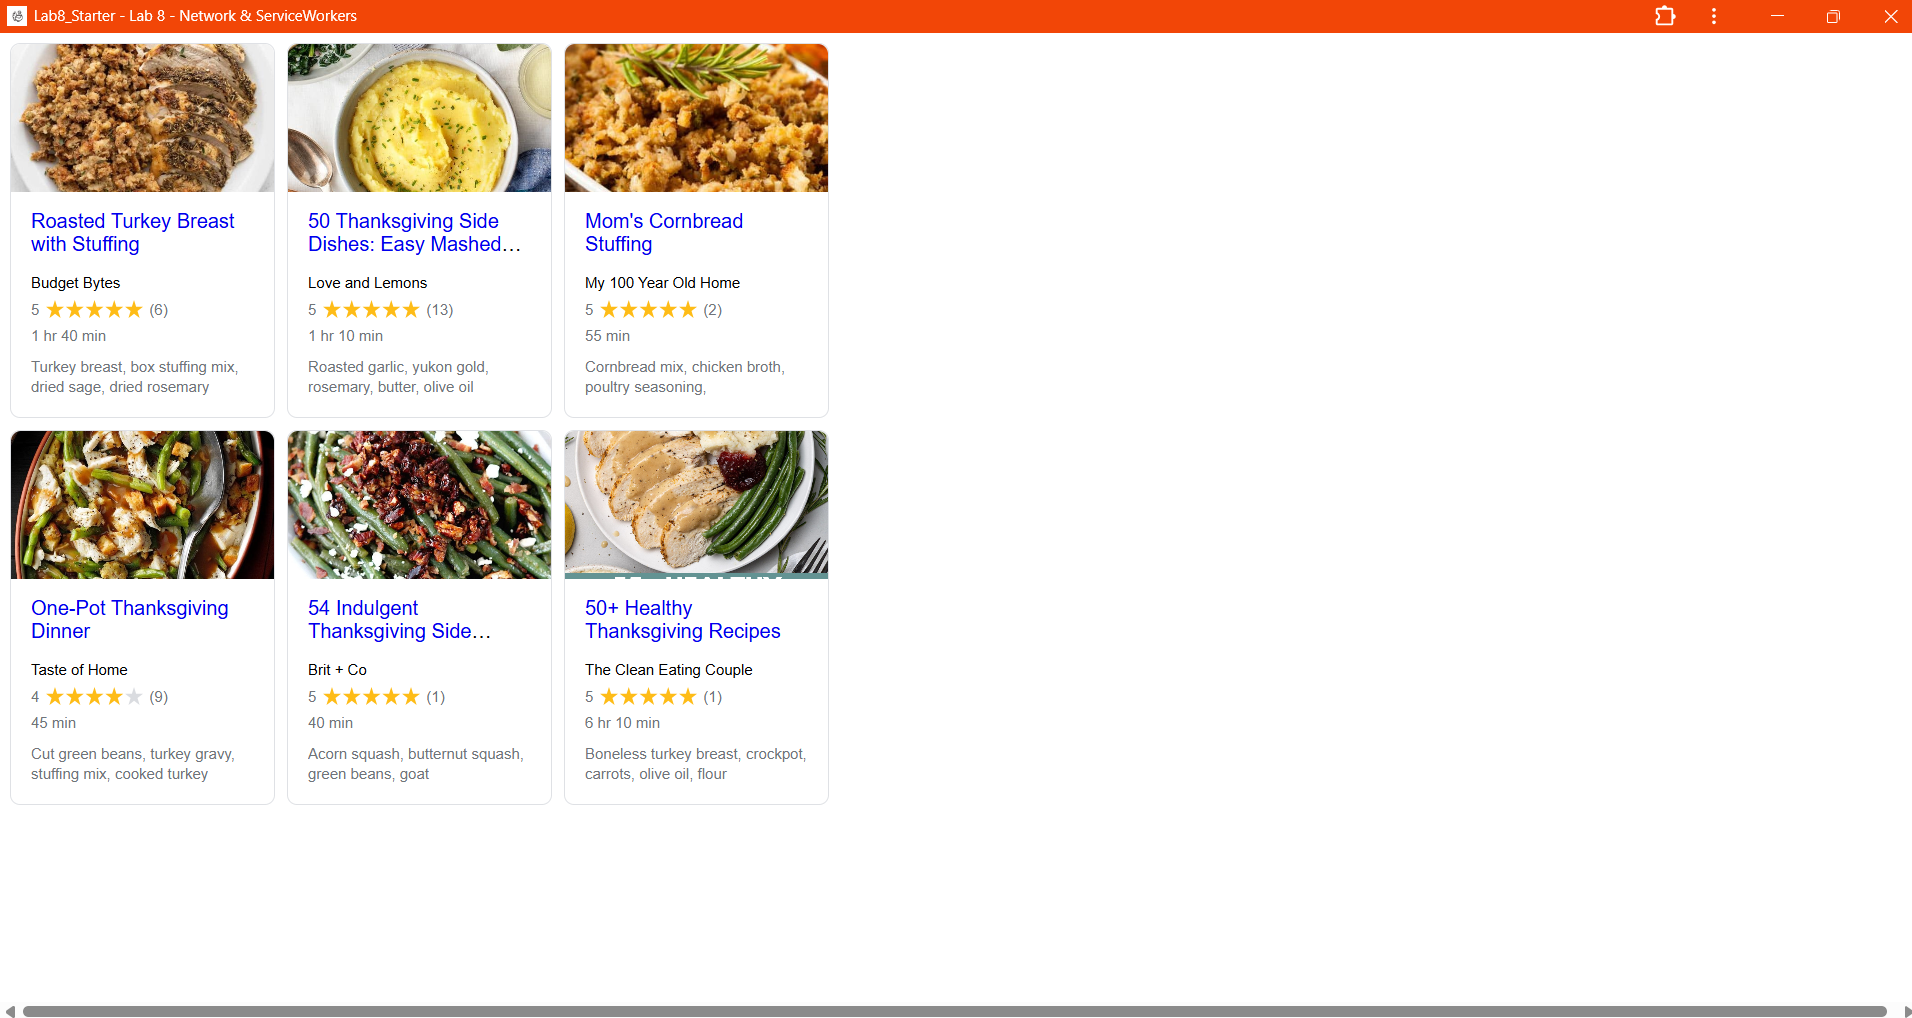 Lab8_Starter - Lab 8 - Network & ServiceWorkers
Roasted Turkey Breast
with Stuffing
Budget Bytes
5 ★★★★★ (6)
1 hr 40 min
Turkey breast, box stuffing mix,
dried sage, dried rosemary
50 Thanksgiving Side
Dishes: Easy Mashed…
Love and Lemons
5 ★★★★★ (13)
1 hr 10 min
Roasted garlic, yukon gold,
rosemary, butter, olive oil
Mom's Cornbread
Stuffing
My 100 Year Old Home
5 ★★★★★ (2)
55 min
Cornbread mix, chicken broth,
poultry seasoning,
One-Pot Thanksgiving
Dinner
Taste of Home
4 ★★★★★ (9)
45 min
Cut green beans, turkey gravy,
stuffing mix, cooked turkey
54 Indulgent
Thanksgiving Side…
Brit + Co
5 ★★★★★ (1)
40 min
Acorn squash, butternut squash,
green beans, goat
50+ Healthy
Thanksgiving Recipes
The Clean Eating Couple
5 ★★★★★ (1)
6 hr 10 min
Boneless turkey breast, crockpot,
carrots, olive oil, flour